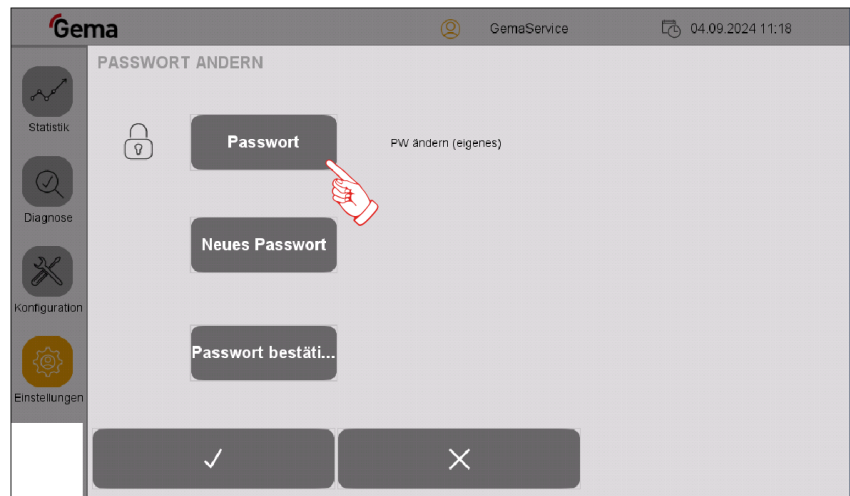 Gema
GemaService
04.09.2024 11:18
PASSWORT ANDERN
Statistik
Passwort
PW ändern (eigenes)
Diagnose
Neues Passwort
Konfiguration
Passwort bestäti...
Einstellungen